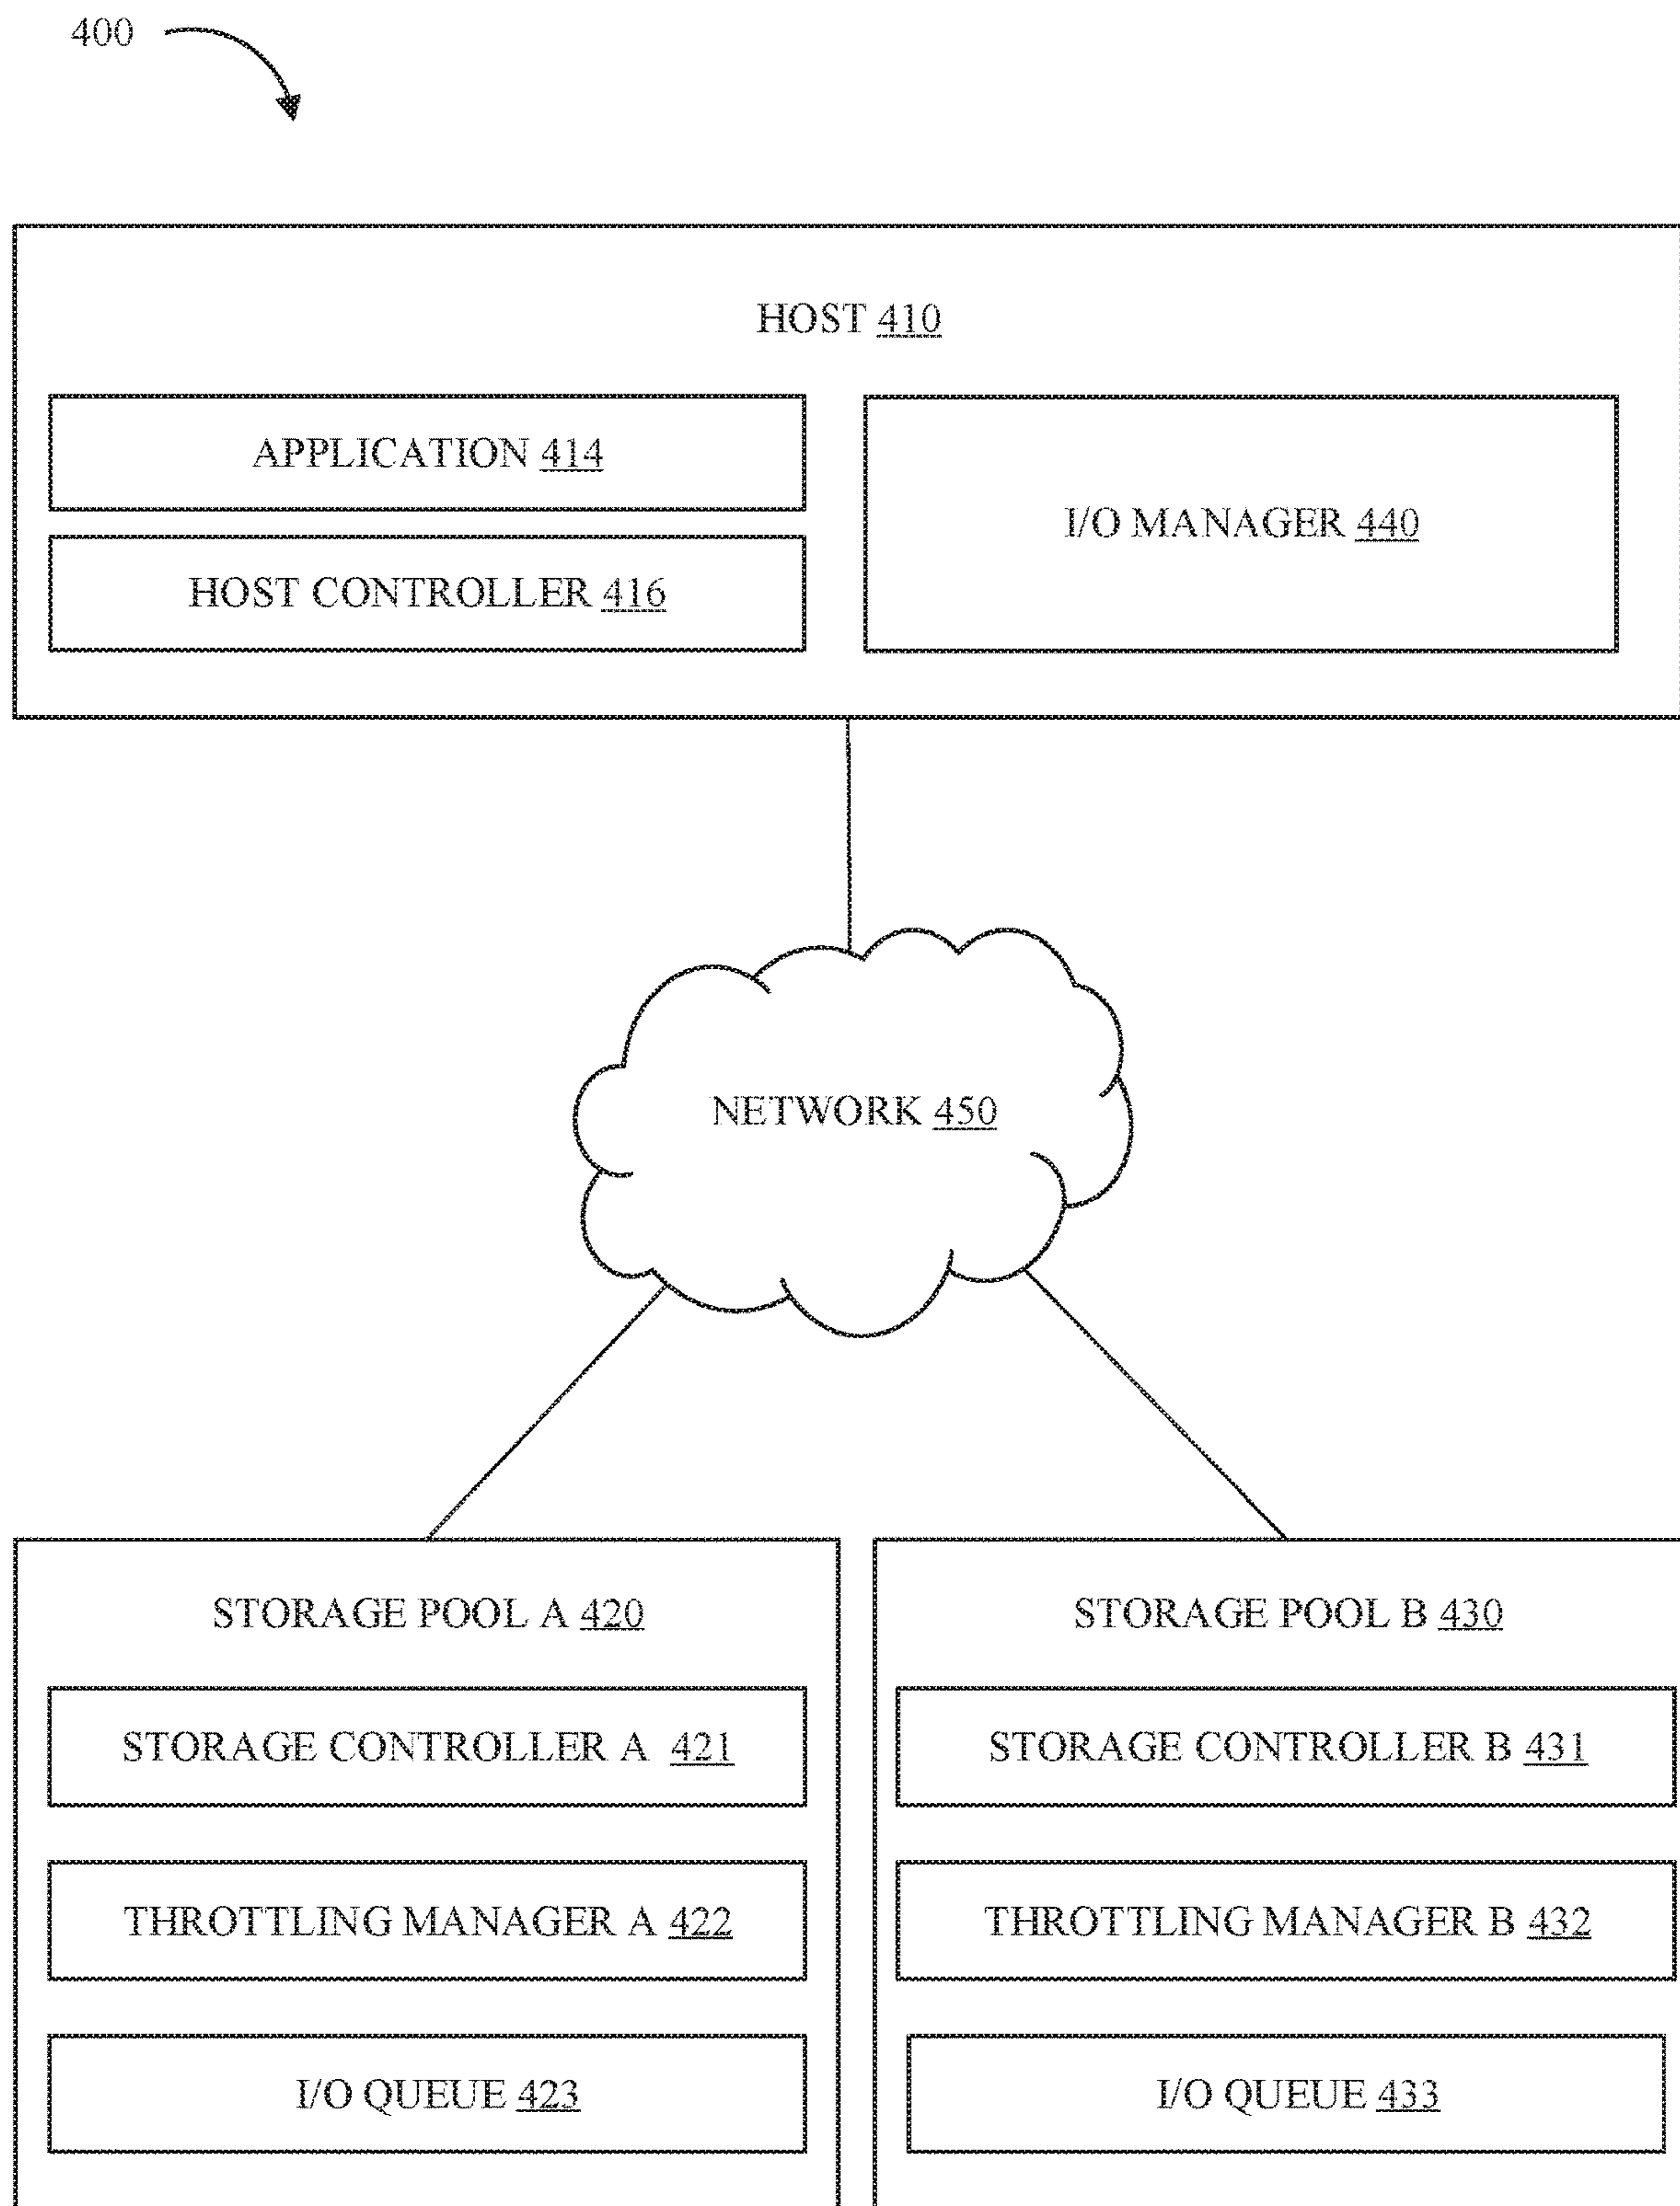 400
HOST 410
APPLICATION 414
HOST CONTROLLER 416
I/O MANAGER 440
NETWORK 450
STORAGE POOL A 420
STORAGE CONTROLLER A 421
THROTTLING MANAGER A 422
I/O QUEUE 423
STORAGE POOL B 430
STORAGE CONTROLLER B 431
THROTTLING MANAGER B 432
I/O QUEUE 433